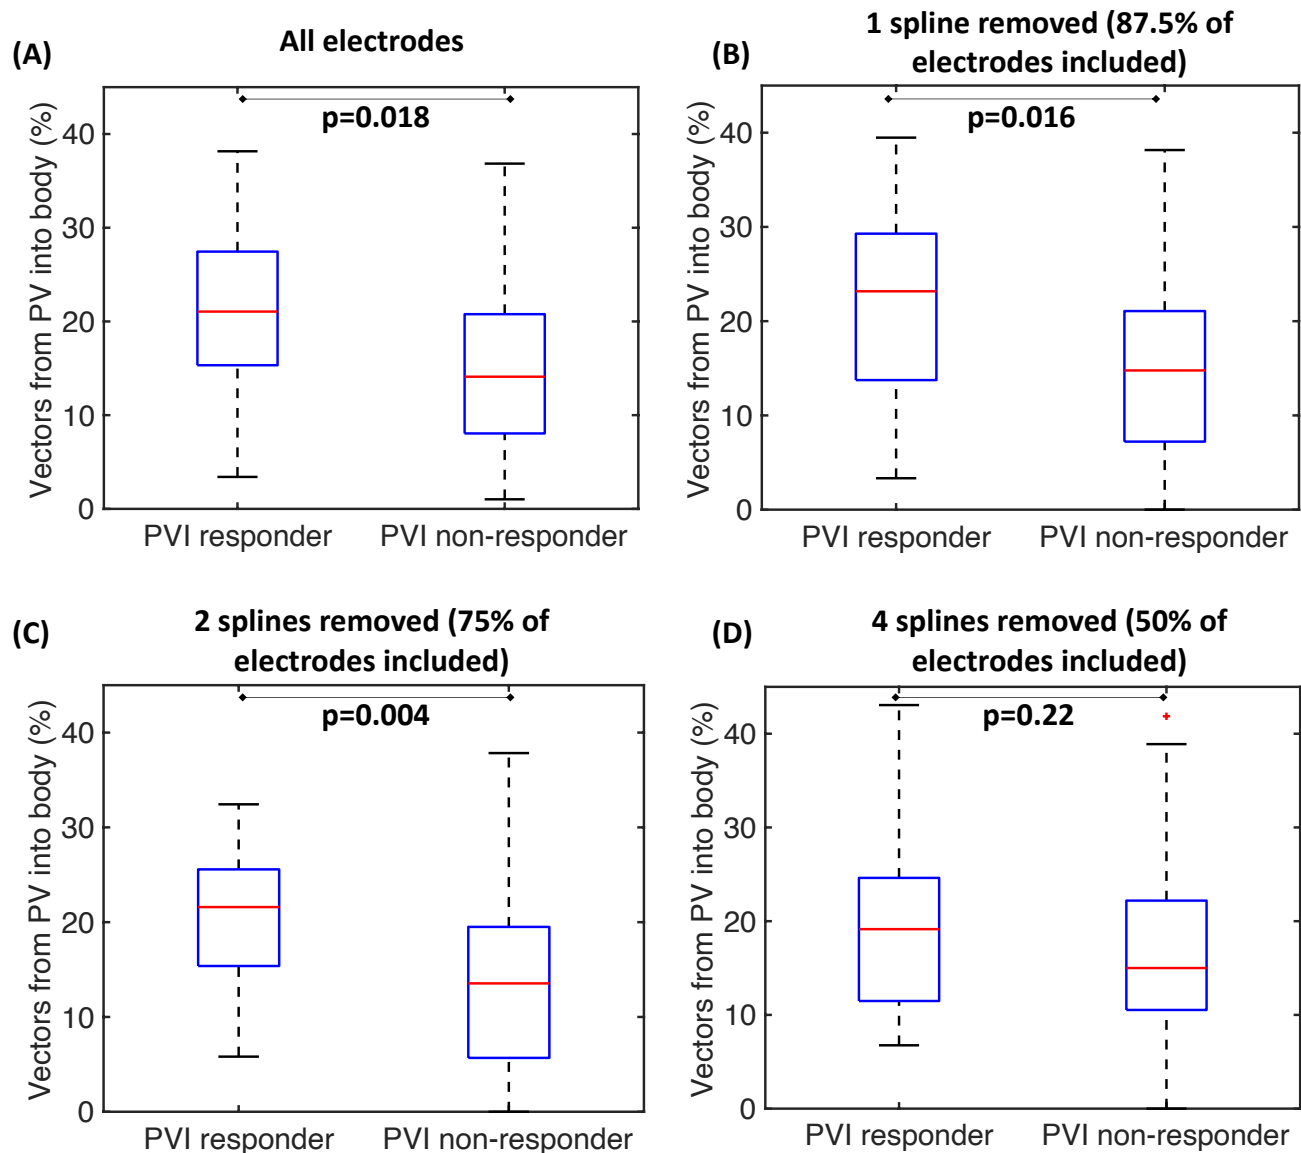 (A)
All electrodes
Vectors from PV into body (%)
40
30
20
10
0
p=0.018
PVI responder
PVI non-responder
(B)
1 spline removed (87.5% of
electrodes included)
Vectors from PV into body (%)
40
30
20
10
0
p=0.016
PVI responder
PVI non-responder
(C)
2 splines removed (75% of
electrodes included)
Vectors from PV into body (%)
40
30
20
10
0
p=0.004
PVI responder
PVI non-responder
(D)
4 splines removed (50% of
electrodes included)
Vectors from PV into body (%)
40
30
20
10
0
p=0.22
PVI responder
PVI non-responder